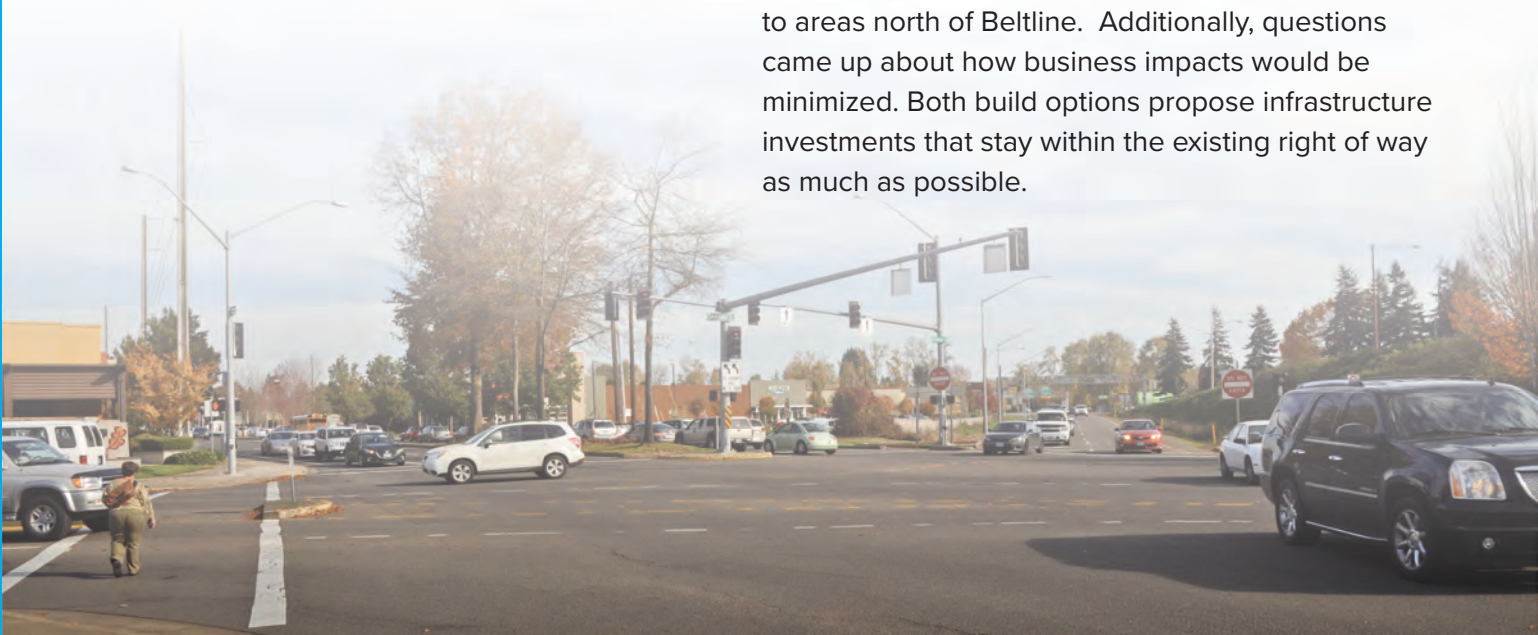 to areas north of Beltline.  Additionally, questions
came up about how business impacts would be
minimized. Both build options propose infrastructure
investments that stay within the existing right of way
as much as possible.